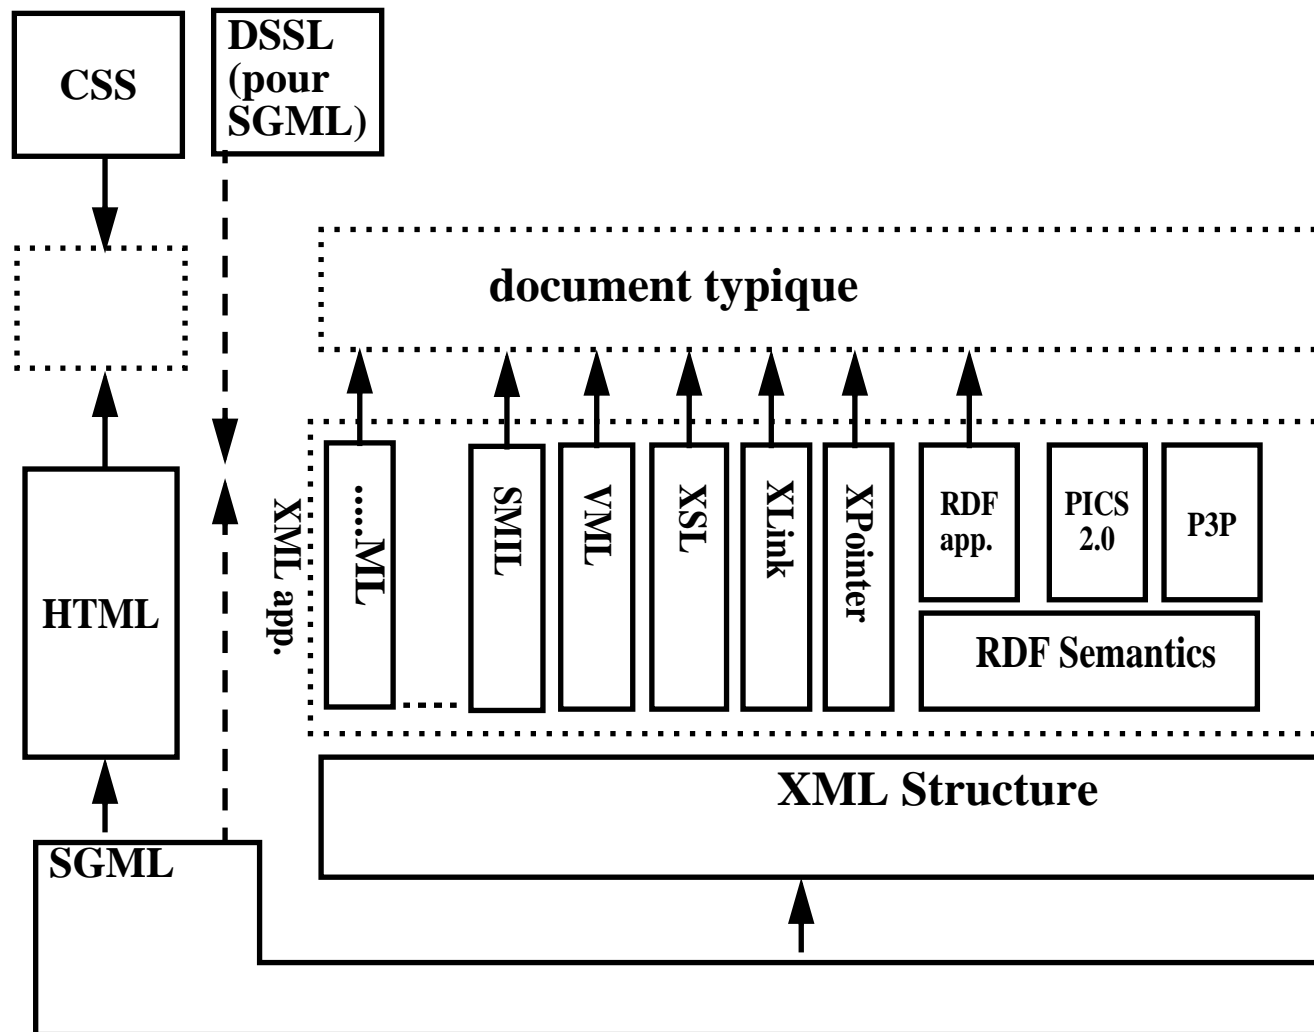 CSS
DSSL
(pour
SGML)
document typique
HTML
XML app.
......ML
SMIL
VML
XSL
XLink
XPointer
RDF
app.
PICS
2.0
P3P
RDF Semantics
XML Structure
SGML